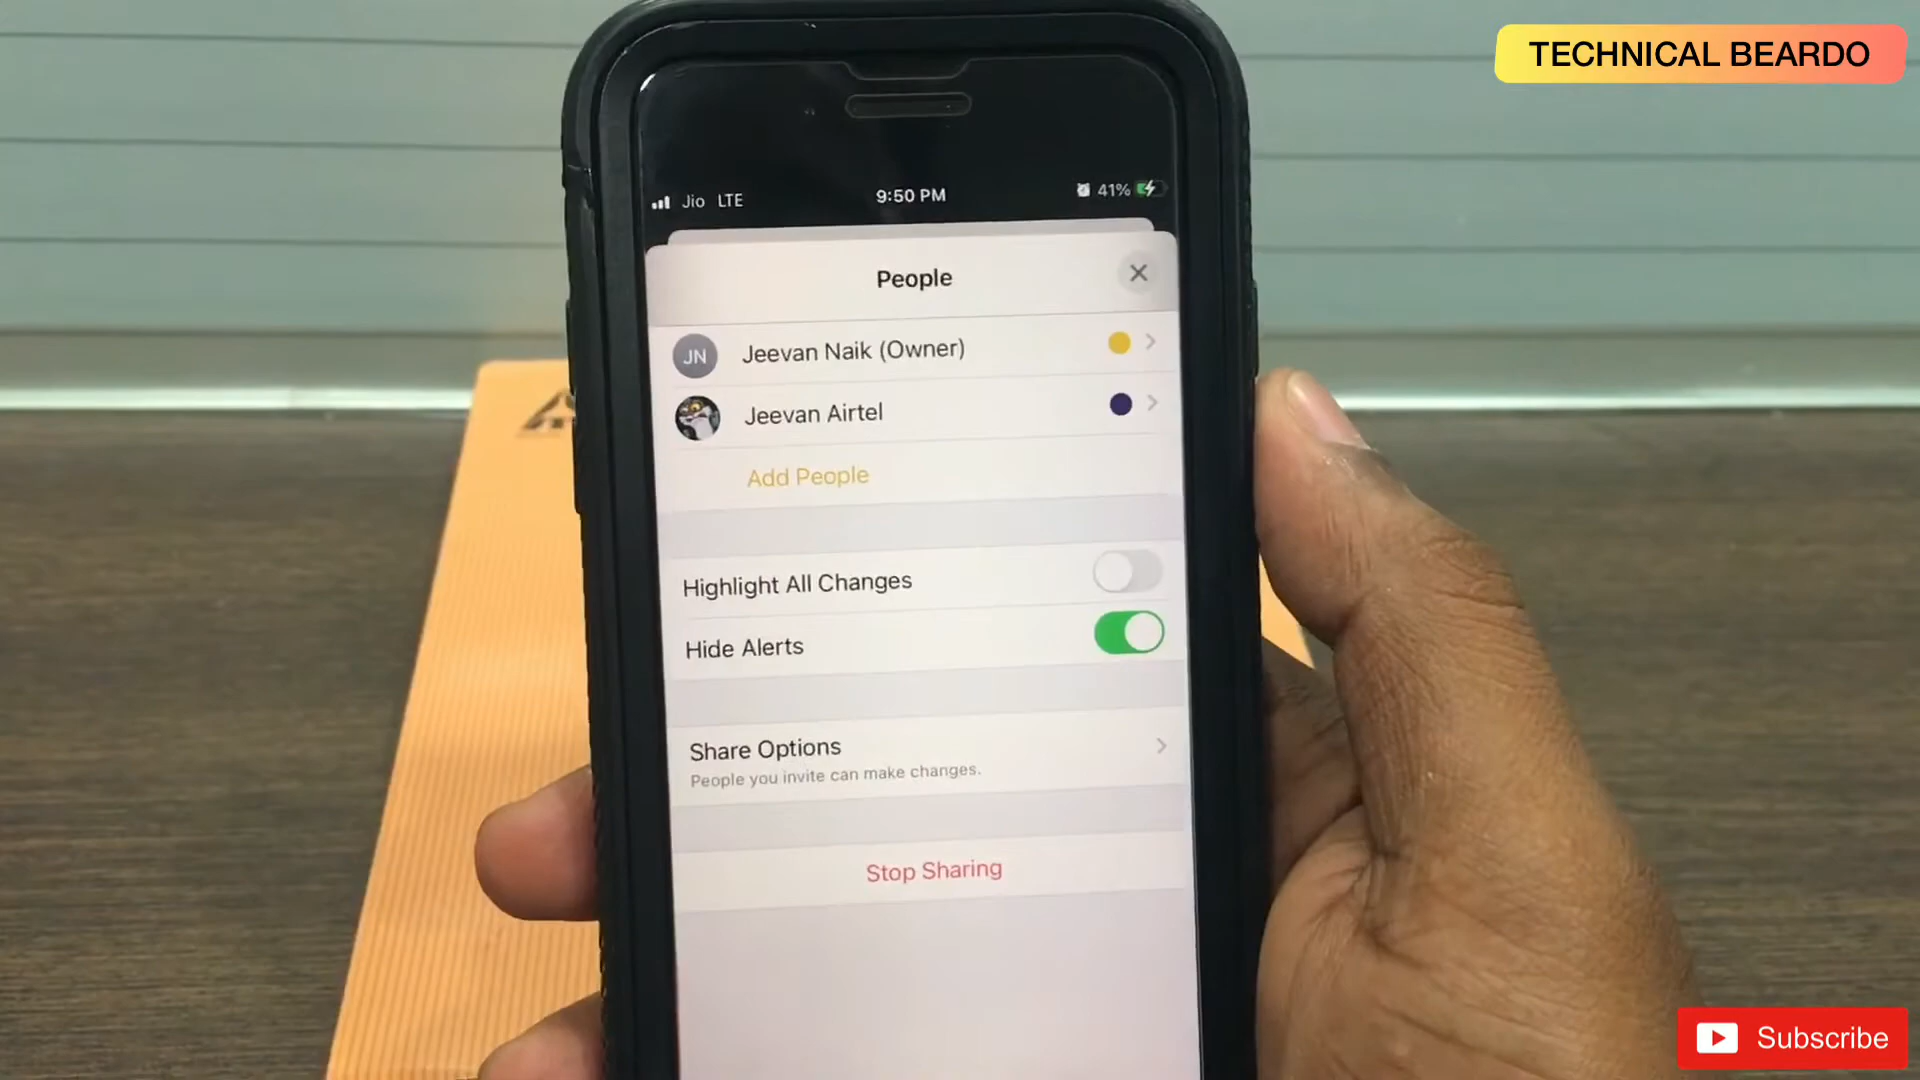 TECHNICAL BEARDO
Jio LTE 9:50 PM 41%
People
JN Jeevan Naik (Owner)
Jeevan Airtel
Add People
Highlight All Changes
Hide Alerts
Share Options
People you invite can make changes.
Stop Sharing
Subscribe